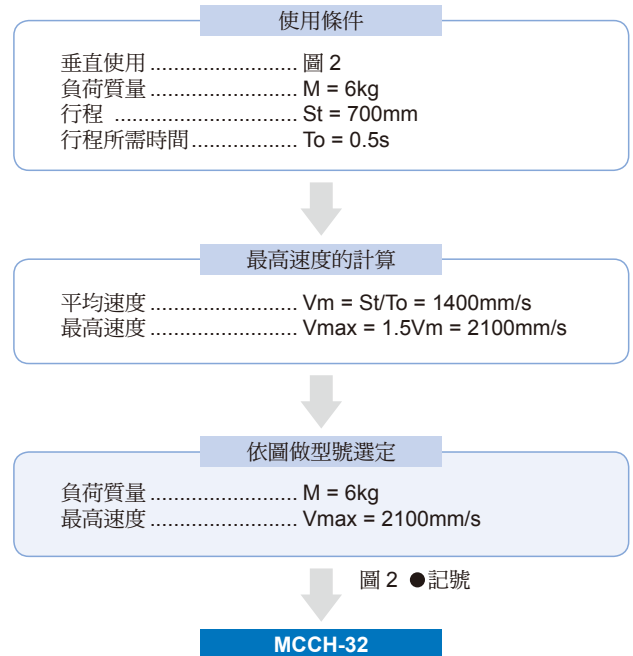 使用條件
垂直使用 .......................... 圖 2
負荷質量 .......................... M = 6kg
行程 ................................ St = 700mm
行程所需時間 ................... To = 0.5s
最高速度的計算
平均速度 .......................... Vm = St/To = 1400mm/s
最高速度 .......................... Vmax = 1.5Vm = 2100mm/s
依圖做型號選定
負荷質量 .......................... M = 6kg
最高速度 .......................... Vmax = 2100mm/s
圖 2 ●記號
MCCH-32